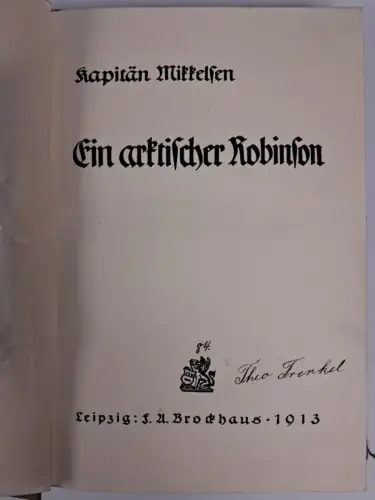 Kapitän Mikkelsen
Ein arktischer Robinson
84.
Theo Frenkel
Leipzig: F. A. Brockhaus · 1913